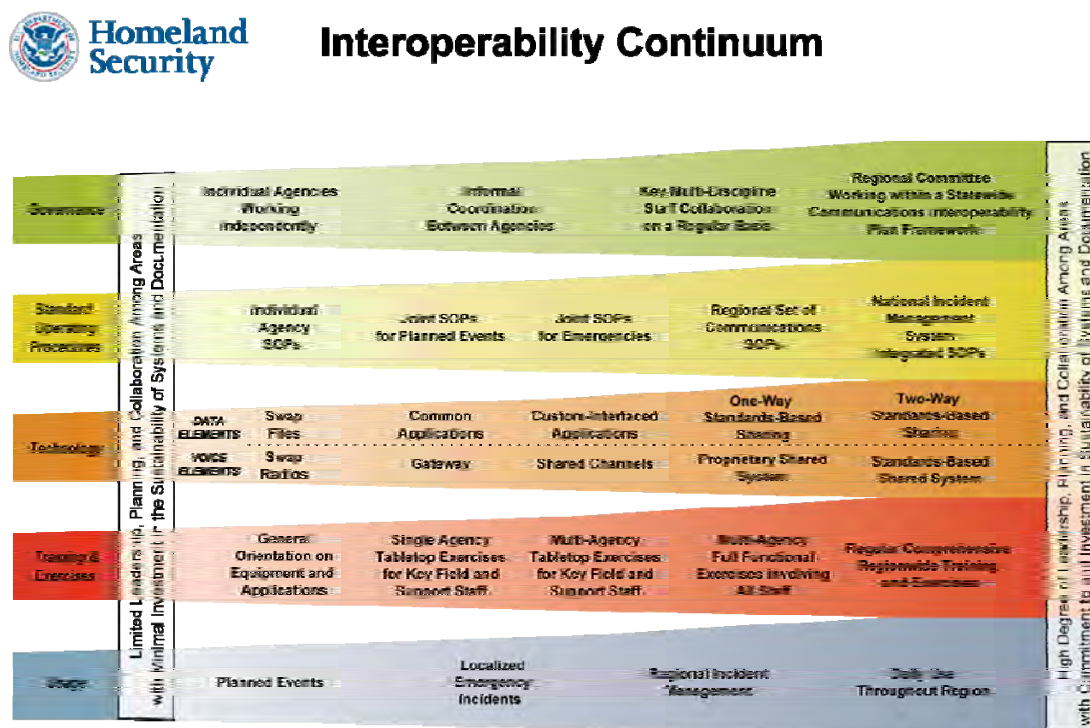 Homeland
Security
Interoperability Continuum
Limited Leadership, Planning, and Collaboration Among Areas
with Minimal Investment in the Sustainability of Systems and Documentation
High Degree of Leadership, Planning, and Collaboration Among Areas
with Commitment to and Investment in Sustainability of Systems and Documentation
Governance
Individual Agencies
Working
Independently
Informal
Coordination
Between Agencies
Key Multi-Discipline
Staff Collaboration
on a Regular Basis
Regional Committee
Working within a Statewide
Communications Interoperability
Plan Framework
Standard
Operating
Procedures
Individual
Agency
SOPs
Joint SOPs
for Planned Events
Joint SOPs
for Emergencies
Regional Set of
Communications
SOPs
National Incident
Management
System
Integrated SOPs
Technology
DATA
ELEMENTS
Swap
Files
Common
Applications
Custom-Interfaced
Applications
One-Way
Standards-Based
Sharing
Two-Way
Standards-Based
Sharing
VOICE
ELEMENTS
Swap
Radios
Gateway
Shared Channels
Proprietary Shared
System
Standards-Based
Shared System
Training &
Exercises
General
Orientation on
Equipment and
Applications
Single Agency
Tabletop Exercises
for Key Field and
Support Staff
Multi-Agency
Tabletop Exercises
for Key Field and
Support Staff
Multi-Agency
Full Functional
Exercises Involving
All Staff
Regular Comprehensive
Regionwide Training
and Exercises
Usage
Planned Events
Localized
Emergency
Incidents
Regional Incident
Management
Daily Use
Throughout Region